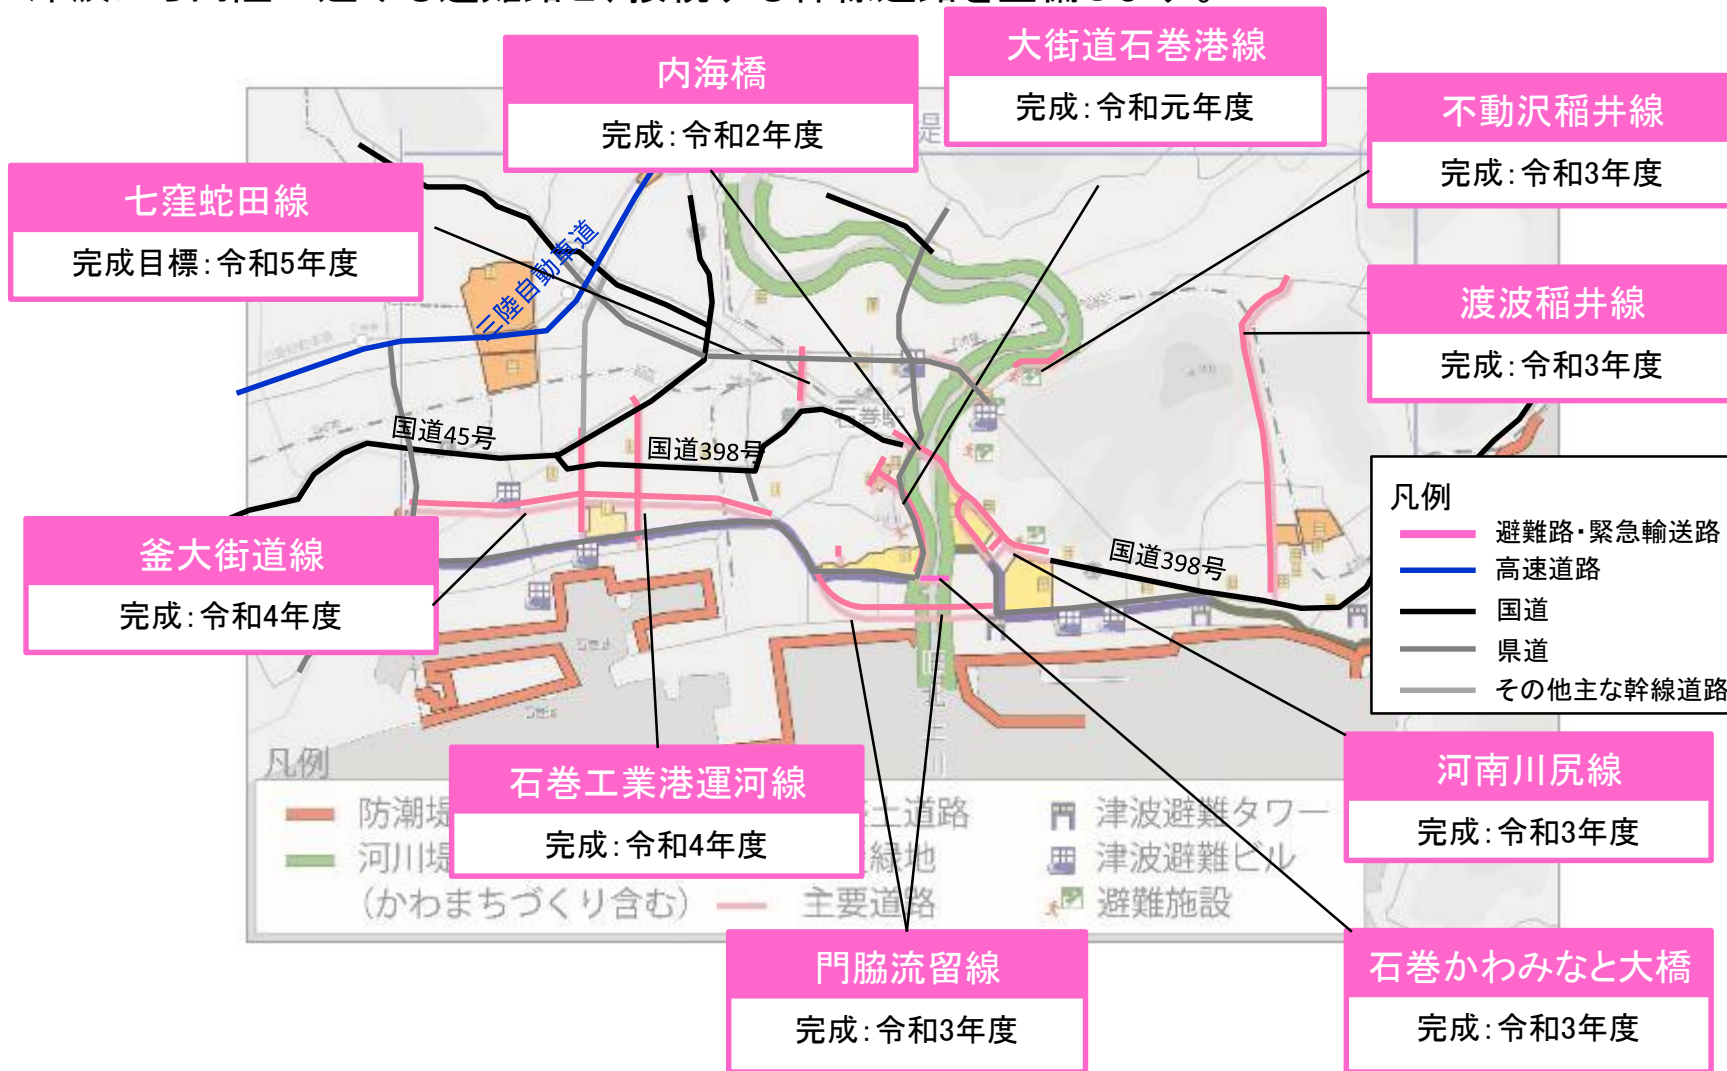 内海橋
完成：令和2年度
大街道石巻港線
完成：令和元年度
不動沢稲井線
完成：令和3年度
七窪蛇田線
完成目標：令和5年度
渡波稲井線
完成：令和3年度
三陸自動車道
石巻駅
国道45号
国道398号
国道398号
釜大街道線
完成：令和4年度
凡例
避難路・緊急輸送路
高速道路
国道
県道
その他主な幹線道路
石巻工業港運河線
完成：令和4年度
河南川尻線
完成：令和3年度
門脇流留線
完成：令和3年度
石巻かわみなと大橋
完成：令和3年度
凡例
防潮堤
河川堤
（かわまちづくり含む）
土道路
緑地
主要道路
津波避難タワー
津波避難ビル
避難施設